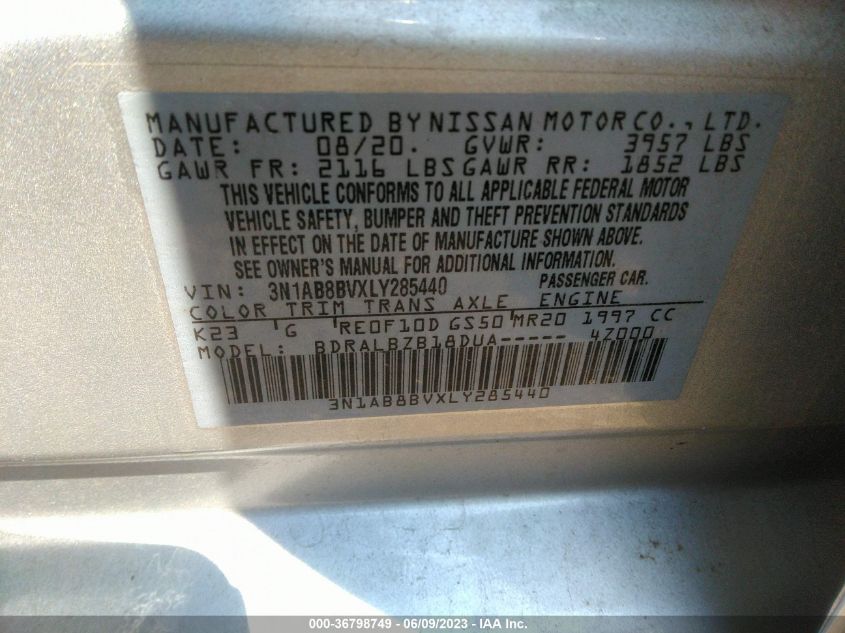 MANUFACTURED BY NISSAN MOTOR CO., LTD.
DATE: 08/20. GVWR: 3957 LBS
GAWR FR: 2116 LBS GAWR RR: 1852 LBS
THIS VEHICLE CONFORMS TO ALL APPLICABLE FEDERAL MOTOR
VEHICLE SAFETY, BUMPER AND THEFT PREVENTION STANDARDS
IN EFFECT ON THE DATE OF MANUFACTURE SHOWN ABOVE.
SEE OWNER'S MANUAL FOR ADDITIONAL INFORMATION.
VIN: 3N1AB8BVXLY285440 PASSENGER CAR.
COLOR TRIM TRANS AXLE ENGINE
K23 G RE0F10D GS50 MR20 1997 CC
MODEL: BDRALBZB18DUA----- 4Z000
3N1AB8BVXLY285440
000-36798749 - 06/09/2023 - IAA Inc.